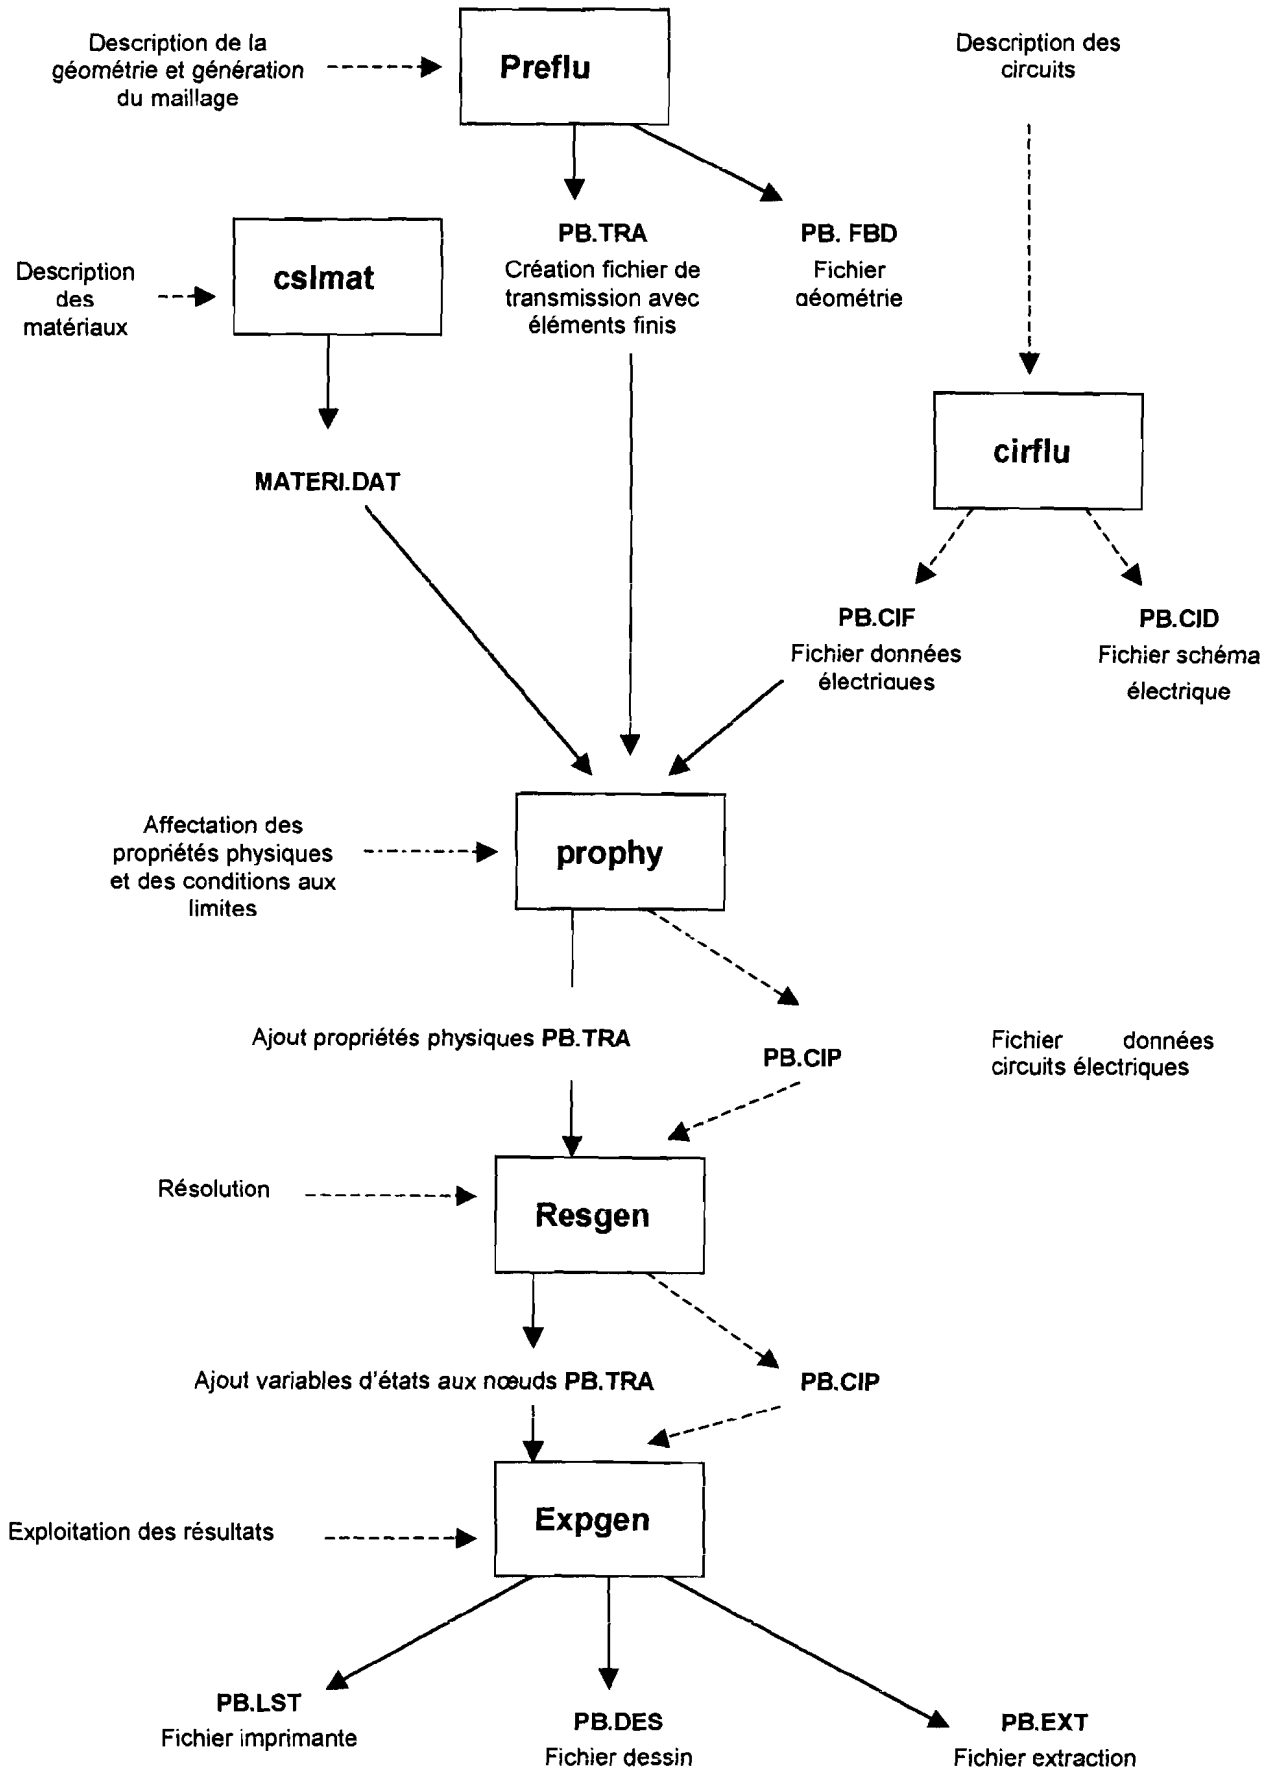 Description de la
géométrie et génération
du maillage
Preflu
Description des
circuits
PB.TRA
Création fichier de
transmission avec
éléments finis
PB. FBD
Fichier
géométrie
Description
des
matériaux
cslmat
MATERI.DAT
cirflu
PB.CIF
Fichier données
électriques
PB.CID
Fichier schéma
électrique
Affectation des
propriétés physiques
et des conditions aux
limites
prophy
Ajout propriétés physiques PB.TRA
PB.CIP
Fichier données
circuits électriques
Résolution
Resgen
Ajout variables d'états aux nœuds PB.TRA
PB.CIP
Exploitation des résultats
Expgen
PB.LST
Fichier imprimante
PB.DES
Fichier dessin
PB.EXT
Fichier extraction